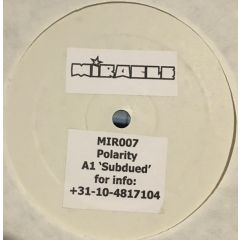 MIRACLE
MIR007
Polarity
A1 ‘Subdued’
for info:
+31-10-4817104